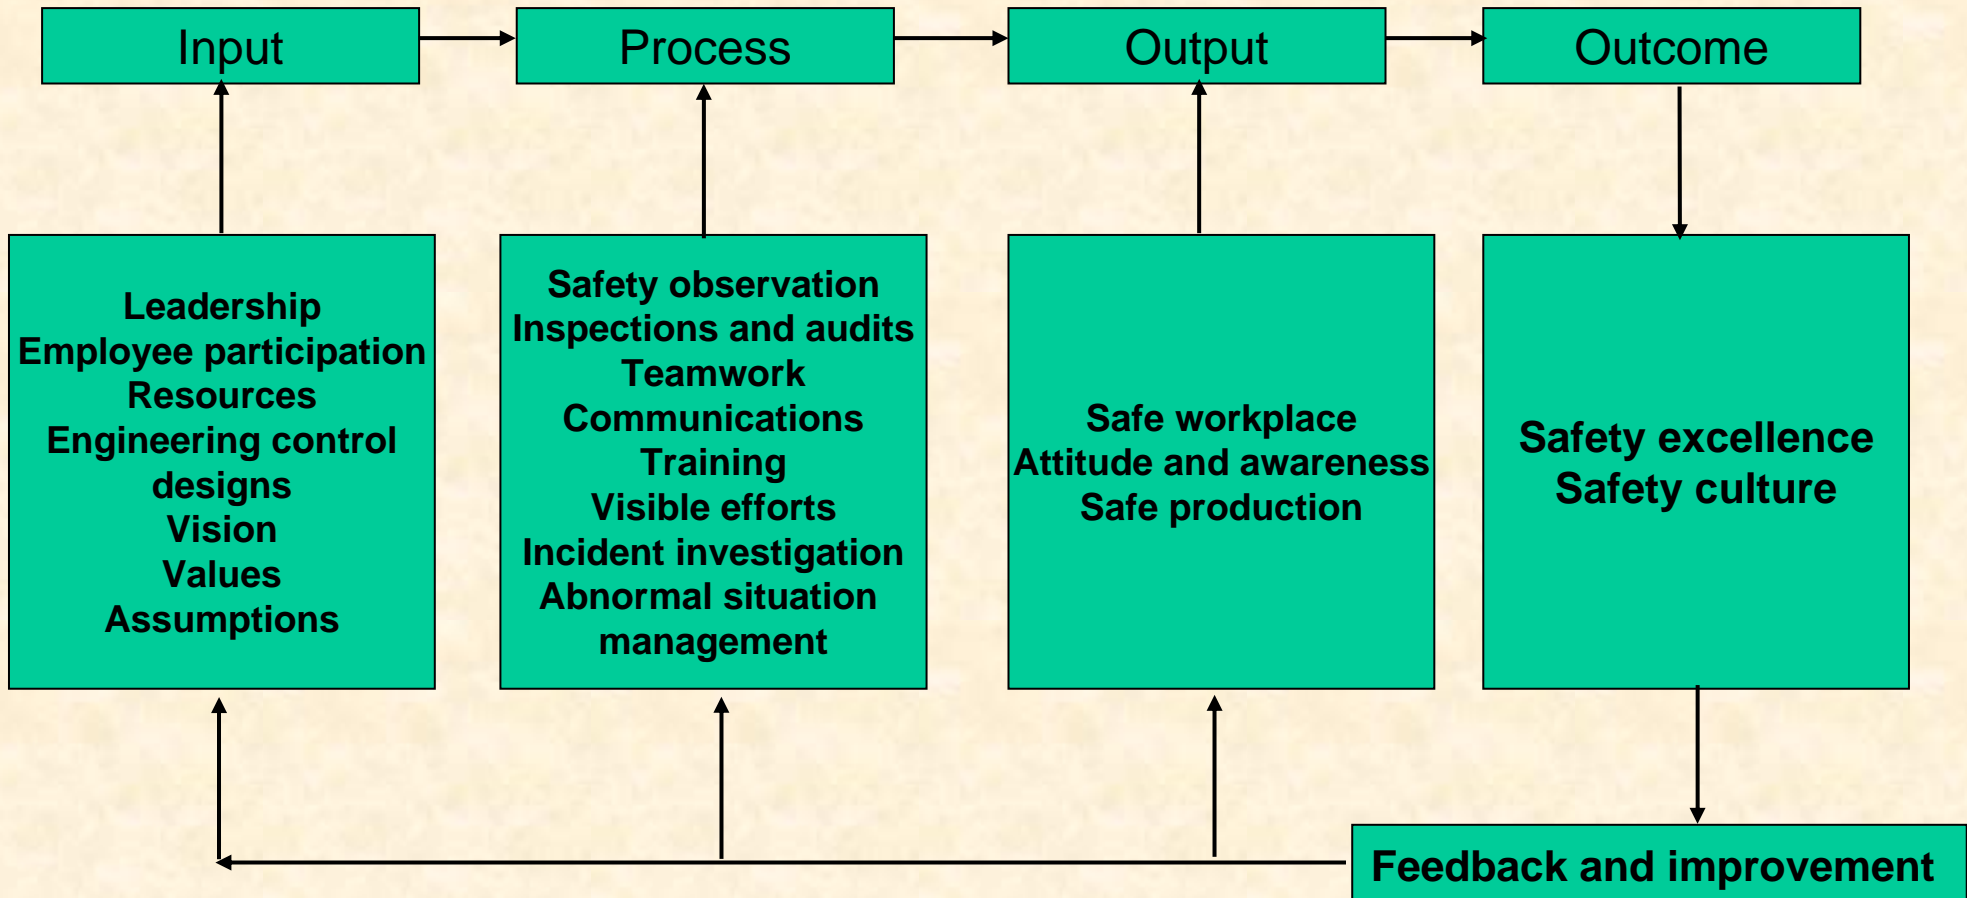 Input
Process
Output
Outcome
Leadership
Employee participation
Resources
Engineering control
designs
Vision
Values
Assumptions
Safety observation
Inspections and audits
Teamwork
Communications
Training
Visible efforts
Incident investigation
Abnormal situation
management
Safe workplace
Attitude and awareness
Safe production
Safety excellence
Safety culture
Feedback and improvement